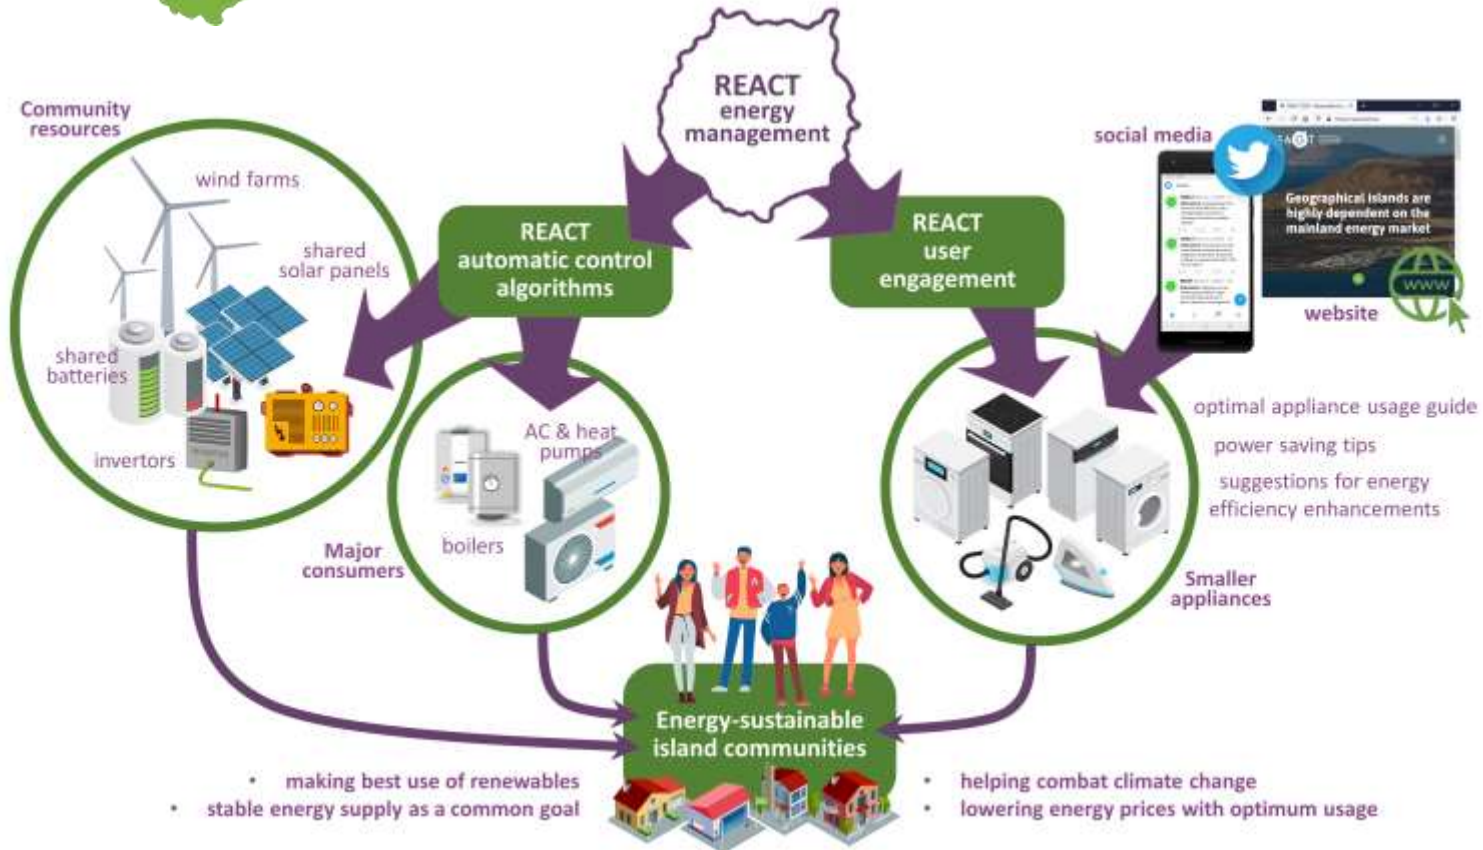 REACT
energy
management
Community
resources
wind farms
shared
solar panels
shared
batteries
invertors
REACT
automatic control
algorithms
REACT
user
engagement
social media
Geographical islands are
highly dependent on the
mainland energy market
www
website
AC & heat
pumps
boilers
Major
consumers
optimal appliance usage guide
power saving tips
suggestions for energy
efficiency enhancements
Smaller
appliances
Energy-sustainable
island communities
• making best use of renewables
• stable energy supply as a common goal
• helping combat climate change
• lowering energy prices with optimum usage